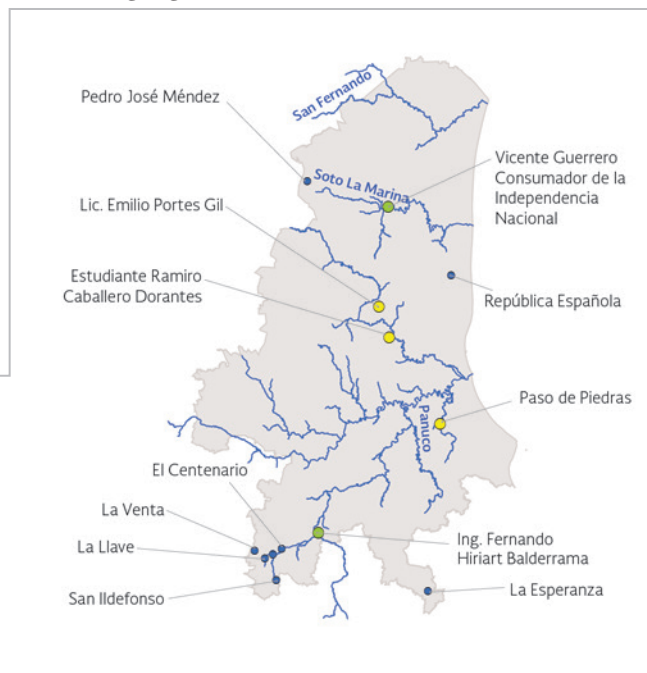 San Fernando
Pedro José Méndez
Vicente Guerrero
Consumador de la
Independencia
Nacional
Soto La Marina
Lic. Emilio Portes Gil
Estudiante Ramiro
Caballero Dorantes
República Española
Paso de Piedras
Panuco
El Centenario
La Venta
La Llave
Ing. Fernando
Hiriart Balderrama
San Ildefonso
La Esperanza